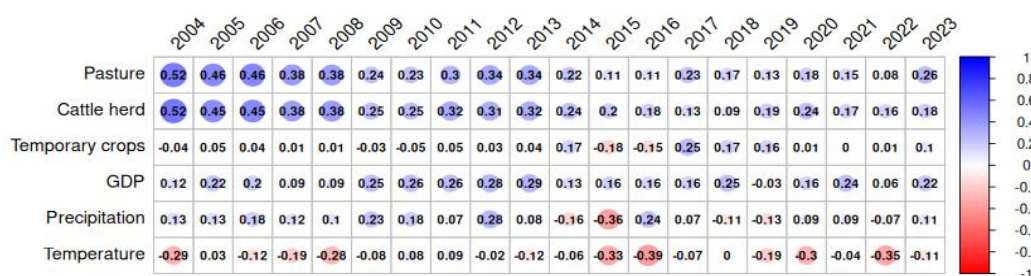 2004 2005 2006 2007 2008 2009 2010 2011 2012 2013 2014 2015 2016 2017 2018 2019 2020 2021 2022 2023
Pasture 0.52 0.46 0.46 0.38 0.38 0.24 0.23 0.3 0.34 0.34 0.22 0.11 0.11 0.23 0.17 0.13 0.18 0.15 0.08 0.26
Cattle herd 0.52 0.45 0.45 0.38 0.38 0.25 0.25 0.32 0.31 0.32 0.24 0.2 0.18 0.13 0.09 0.19 0.24 0.17 0.16 0.18
Temporary crops -0.04 0.05 0.04 0.01 0.01 -0.03 -0.05 0.05 0.03 0.04 0.17 -0.18 -0.15 0.25 0.17 0.16 0.01 0 0.01 0.1
GDP 0.12 0.22 0.2 0.09 0.09 0.25 0.26 0.26 0.28 0.29 0.13 0.16 0.16 0.16 0.25 -0.03 0.16 0.24 0.06 0.22
Precipitation 0.13 0.13 0.18 0.12 0.1 0.23 0.18 0.07 0.28 0.08 -0.16 -0.36 0.24 0.07 -0.11 -0.13 0.09 0.09 -0.07 0.11
Temperature -0.29 0.03 -0.12 -0.19 -0.28 -0.08 0.08 0.09 -0.02 -0.12 -0.06 -0.33 -0.39 -0.07 0 -0.19 -0.3 -0.04 -0.35 -0.11
1
0.8
0.6
0.4
0.2
0